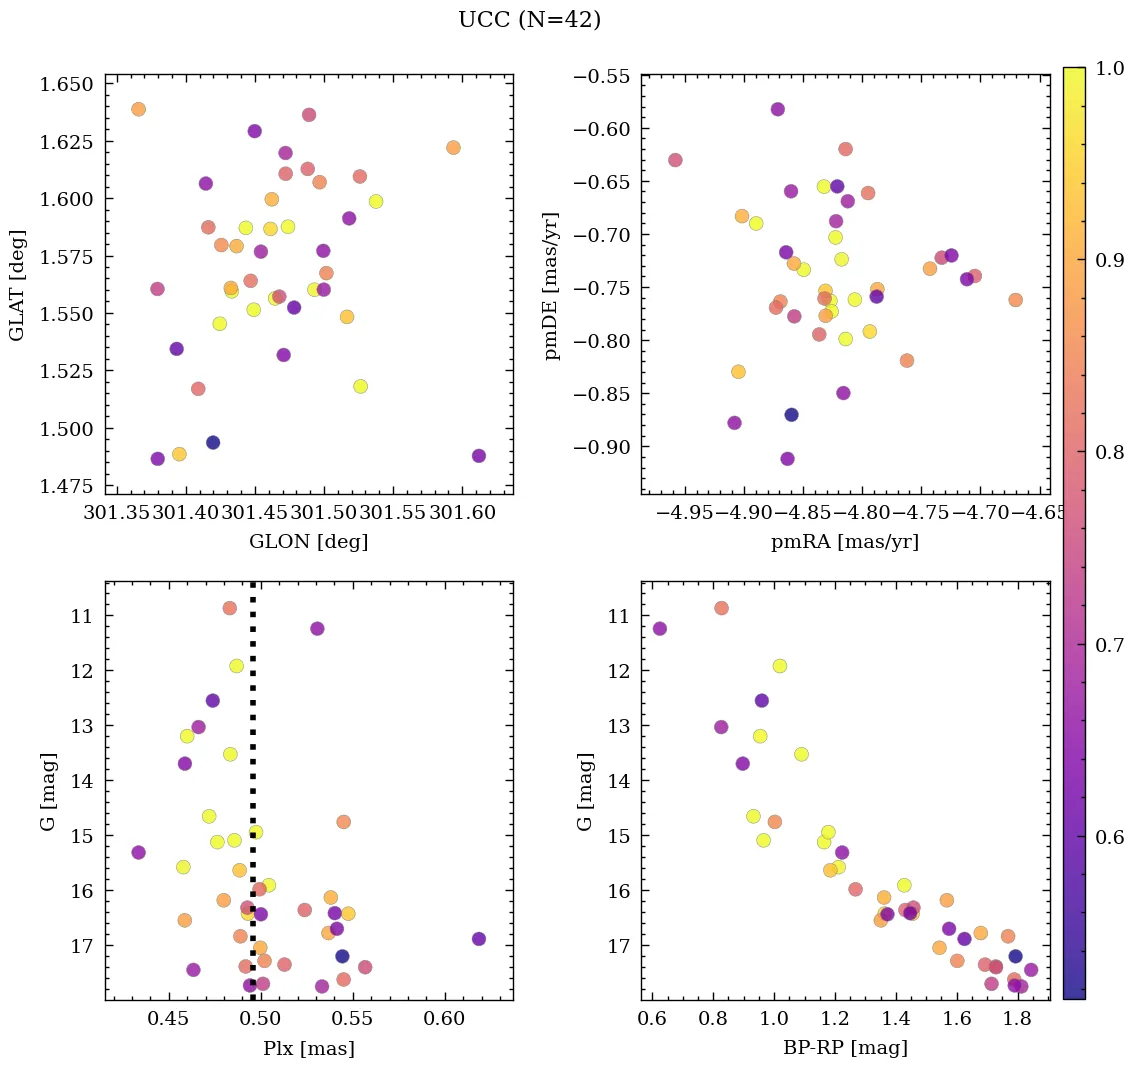 UCC (N=42)
1.650
1.625
1.600
1.575
1.550
1.525
1.500
1.475
GLAT [deg]
301.35 301.40 301.45 301.50 301.55 301.60
GLON [deg]
−0.55
−0.60
−0.65
−0.70
−0.75
−0.80
−0.85
−0.90
pmDE [mas/yr]
−4.95 −4.90 −4.85 −4.80 −4.75 −4.70 −4.65
pmRA [mas/yr]
1.0
0.9
0.8
0.7
0.6
11
12
13
14
15
16
17
G [mag]
0.45 0.50 0.55 0.60
Plx [mas]
11
12
13
14
15
16
17
G [mag]
0.6 0.8 1.0 1.2 1.4 1.6 1.8
BP-RP [mag]